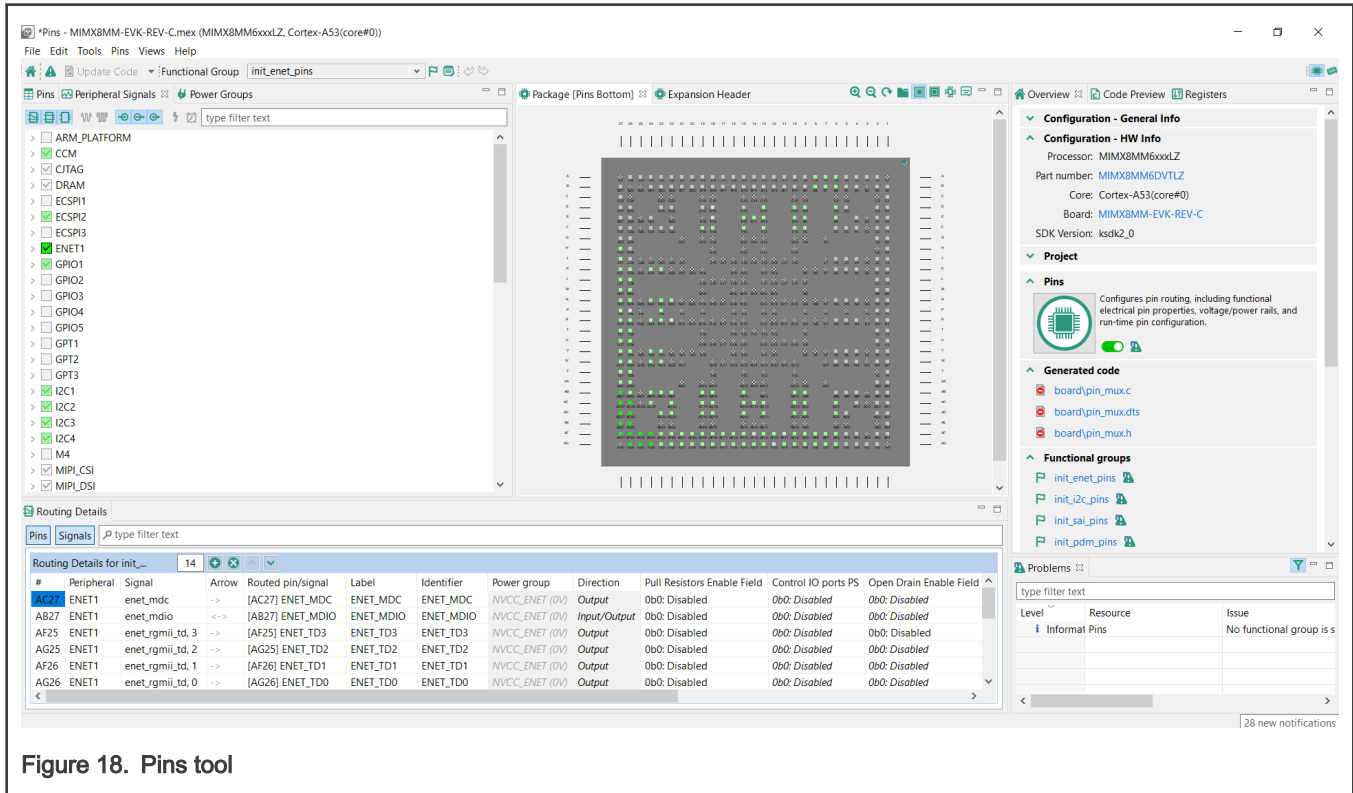 *Pins - MIMX8MM-EVK-REV-C.mex (MIMX8MM6xxxLZ, Cortex-A53(core#0))
File Edit Tools Pins Views Help
Update Code Functional Group init_enet_pins
Pins Peripheral Signals Power Groups
type filter text
ARM_PLATFORM
CCM
CJTAG
DRAM
ECSPI1
ECSPI2
ECSPI3
ENET1
GPIO1
GPIO2
GPIO3
GPIO4
GPIO5
GPT1
GPT2
GPT3
I2C1
I2C2
I2C3
I2C4
M4
MIPI_CSI
MIPI_DSI
Package [Pins Bottom] Expansion Header
Overview Code Preview Registers
Configuration - General Info
Configuration - HW Info
Processor: MIMX8MM6xxxLZ
Part number: MIMX8MM6DVTLZ
Core: Cortex-A53(core#0)
Board: MIMX8MM-EVK-REV-C
SDK Version: ksdk2_0
Project
Pins
Configures pin routing, including functional
electrical pin properties, voltage/power rails, and
run-time pin configuration.
Generated code
board\pin_mux.c
board\pin_mux.dts
board\pin_mux.h
Functional groups
init_enet_pins
init_i2c_pins
init_sai_pins
init_pdm_pins
Routing Details
Pins Signals type filter text
Routing Details for init_... 14
# Peripheral Signal Arrow Routed pin/signal Label Identifier Power group Direction Pull Resistors Enable Field Control IO ports PS Open Drain Enable Field
AC27 ENET1 enet_mdc -> [AC27] ENET_MDC ENET_MDC ENET_MDC NVCC_ENET (0V) Output 0b0: Disabled 0b0: Disabled 0b0: Disabled
AB27 ENET1 enet_mdio <-> [AB27] ENET_MDIO ENET_MDIO ENET_MDIO NVCC_ENET (0V) Input/Output 0b0: Disabled 0b0: Disabled 0b0: Disabled
AF25 ENET1 enet_rgmii_td, 3 -> [AF25] ENET_TD3 ENET_TD3 ENET_TD3 NVCC_ENET (0V) Output 0b0: Disabled 0b0: Disabled 0b0: Disabled
AG25 ENET1 enet_rgmii_td, 2 -> [AG25] ENET_TD2 ENET_TD2 ENET_TD2 NVCC_ENET (0V) Output 0b0: Disabled 0b0: Disabled 0b0: Disabled
AF26 ENET1 enet_rgmii_td, 1 -> [AF26] ENET_TD1 ENET_TD1 ENET_TD1 NVCC_ENET (0V) Output 0b0: Disabled 0b0: Disabled 0b0: Disabled
AG26 ENET1 enet_rgmii_td, 0 -> [AG26] ENET_TD0 ENET_TD0 ENET_TD0 NVCC_ENET (0V) Output 0b0: Disabled 0b0: Disabled 0b0: Disabled
Problems
type filter text
Level Resource Issue
Informat Pins No functional group is s
28 new notifications
Figure 18. Pins tool